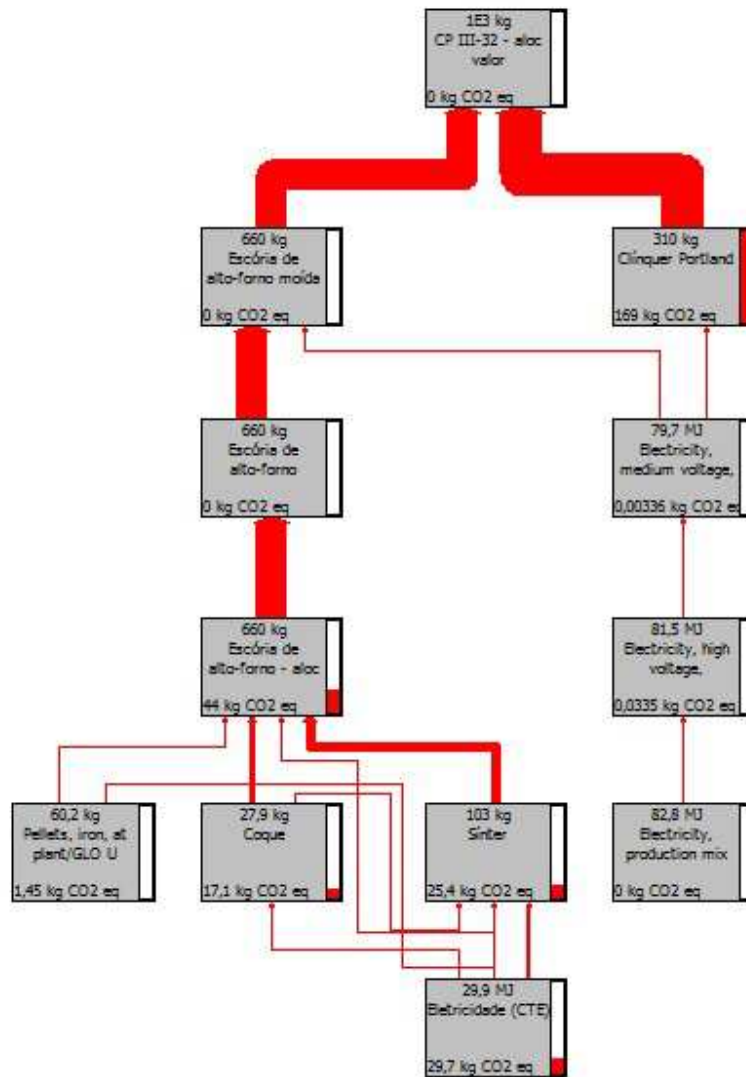 1E3 kg
CP III-32 - aloc
valor
0 kg CO2 eq
660 kg
Escória de
alto-forno moída
0 kg CO2 eq
310 kg
Clínquer Portland
169 kg CO2 eq
660 kg
Escória de
alto-forno
0 kg CO2 eq
79,7 MJ
Electricity,
medium voltage,
0,00336 kg CO2 eq
660 kg
Escória de
alto-forno - aloc
44 kg CO2 eq
81,5 MJ
Electricity, high
voltage,
0,0335 kg CO2 eq
60,2 kg
Pellets, iron, at
plant/GLO U
1,45 kg CO2 eq
27,9 kg
Coque
17,1 kg CO2 eq
103 kg
Sínter
25,4 kg CO2 eq
82,8 MJ
Electricity,
production mix
0 kg CO2 eq
29,9 MJ
Eletricidade (CTE)
29,7 kg CO2 eq